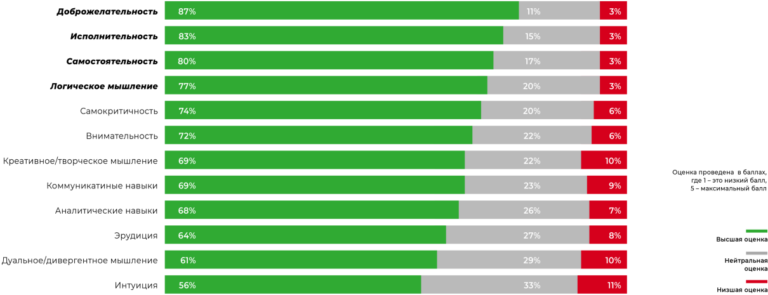 Доброжелательность 87% 11% 3%
Исполнительность 83% 15% 3%
Самостоятельность 80% 17% 3%
Логическое мышление 77% 20% 3%
Самокритичность 74% 20% 6%
Внимательность 72% 22% 6%
Креативное/творческое мышление 69% 22% 10%
Коммуникатиные навыки 69% 23% 9%
Аналитические навыки 68% 26% 7%
Эрудиция 64% 27% 8%
Дуальное/дивергентное мышление 61% 29% 10%
Интуиция 56% 33% 11%
Оценка проведена в баллах,
где 1 – это низкий балл,
5 – максимальный балл
Высшая оценка
Нейтральная
оценка
Низшая оценка